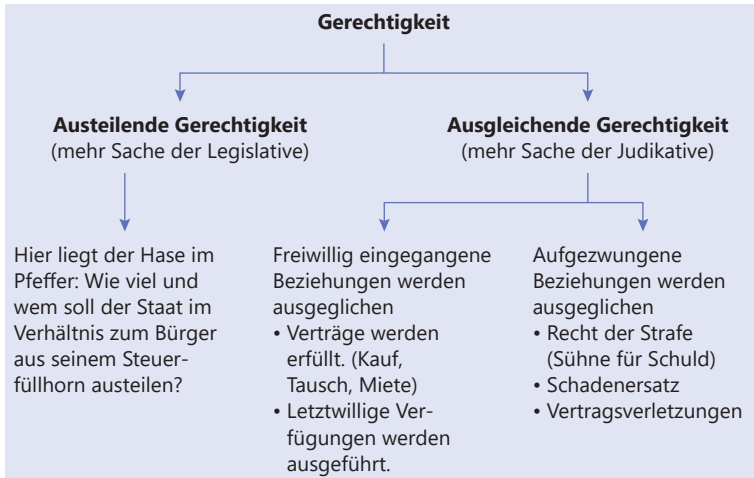 Gerechtigkeit
Austeilende Gerechtigkeit
(mehr Sache der Legislative)
Ausgleichende Gerechtigkeit
(mehr Sache der Judikative)
Hier liegt der Hase im
Pfeffer: Wie viel und
wem soll der Staat im
Verhältnis zum Bürger
aus seinem Steuer-
füllhorn austeilen?
Freiwillig eingegangene
Beziehungen werden
ausgeglichen
• Verträge werden
erfüllt. (Kauf,
Tausch, Miete)
• Letztwillige Ver-
fügungen werden
ausgeführt.
Aufgezwungene
Beziehungen werden
ausgeglichen
• Recht der Strafe
(Sühne für Schuld)
• Schadenersatz
• Vertragsverletzungen